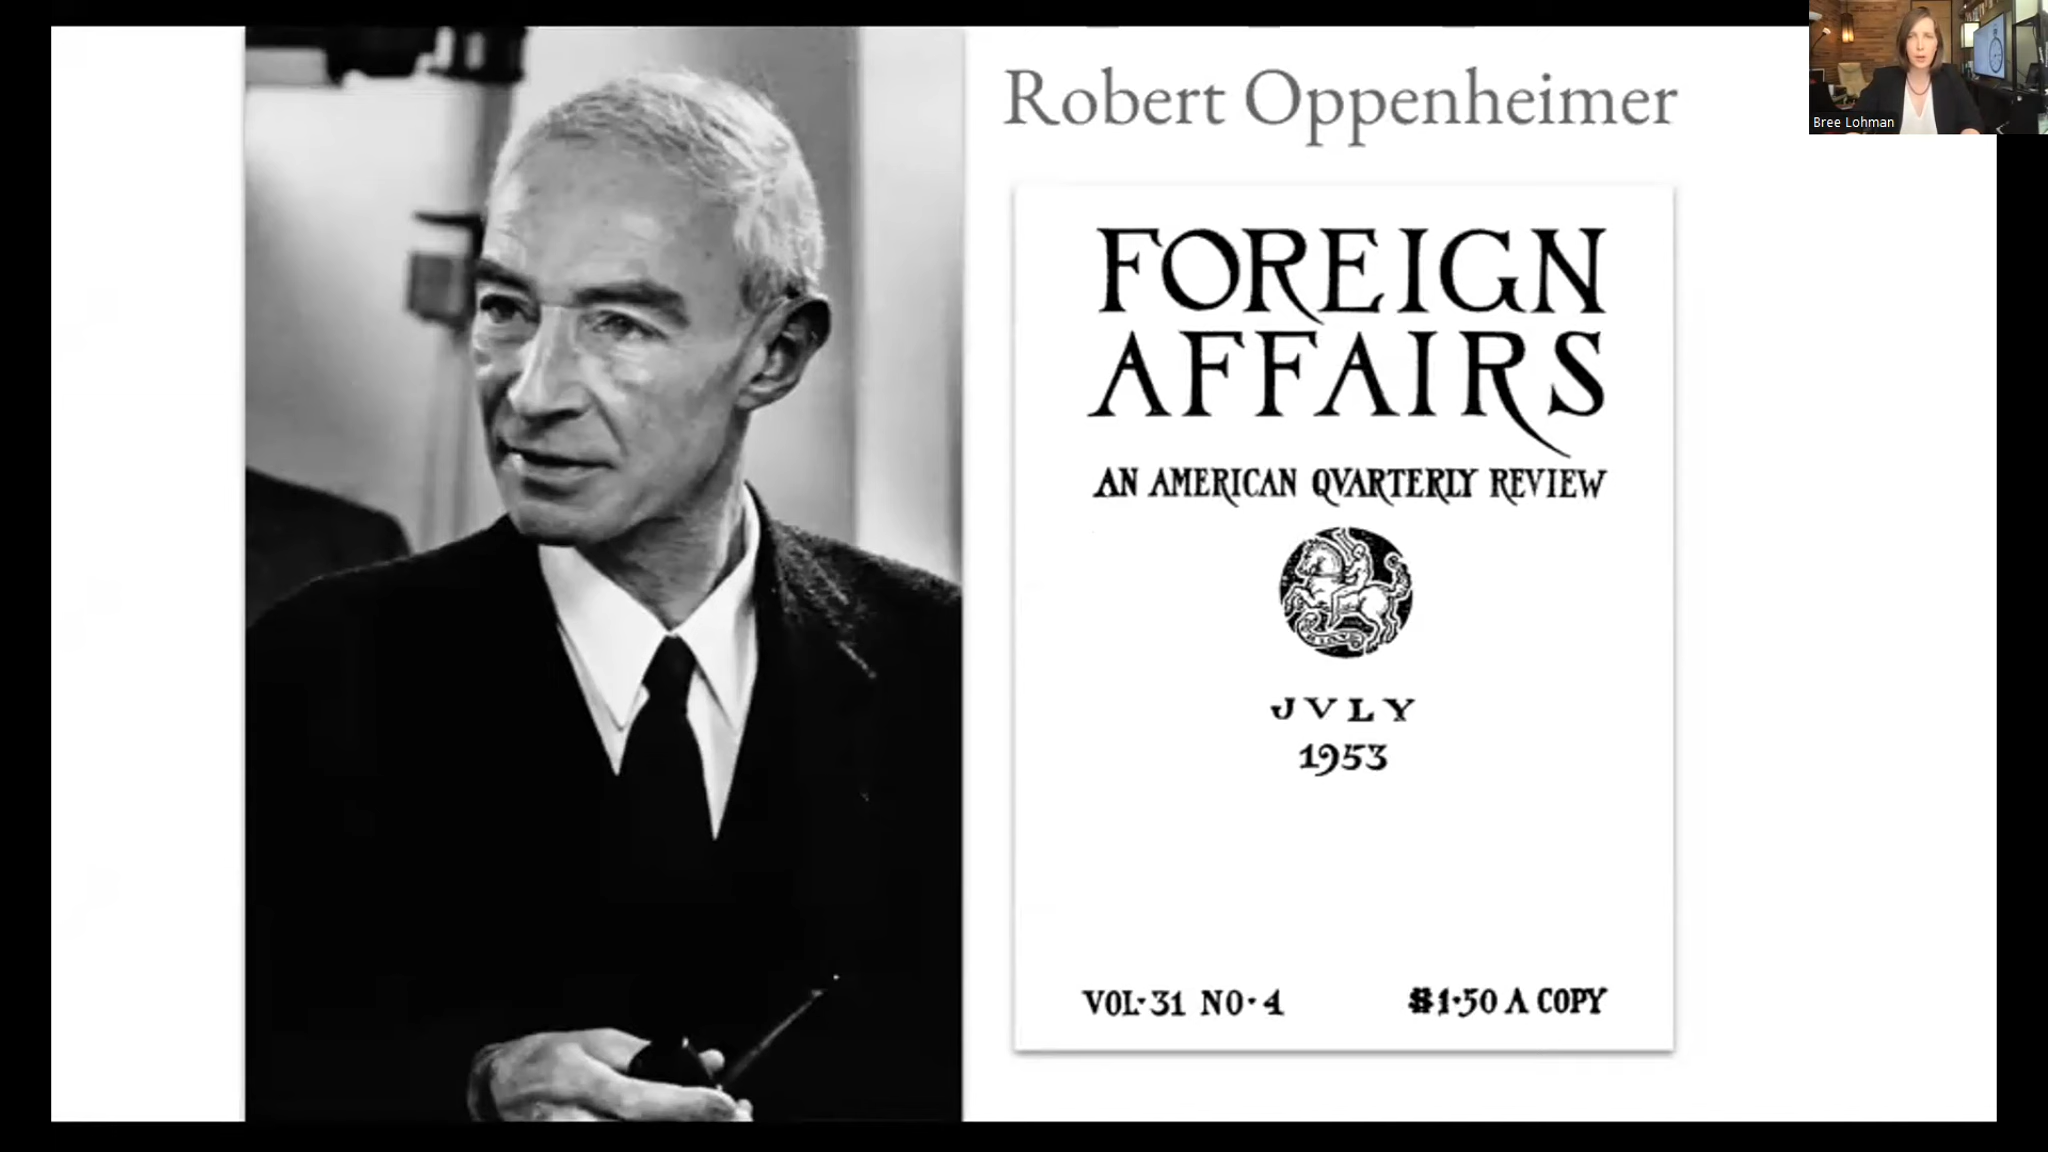 Robert Oppenheimer
Bree Lohman
FOREIGN
AFFAIRS
AN AMERICAN QVARTERLY REVIEW
JVLY
1953
VOL·31 NO·4
$1·50 A COPY